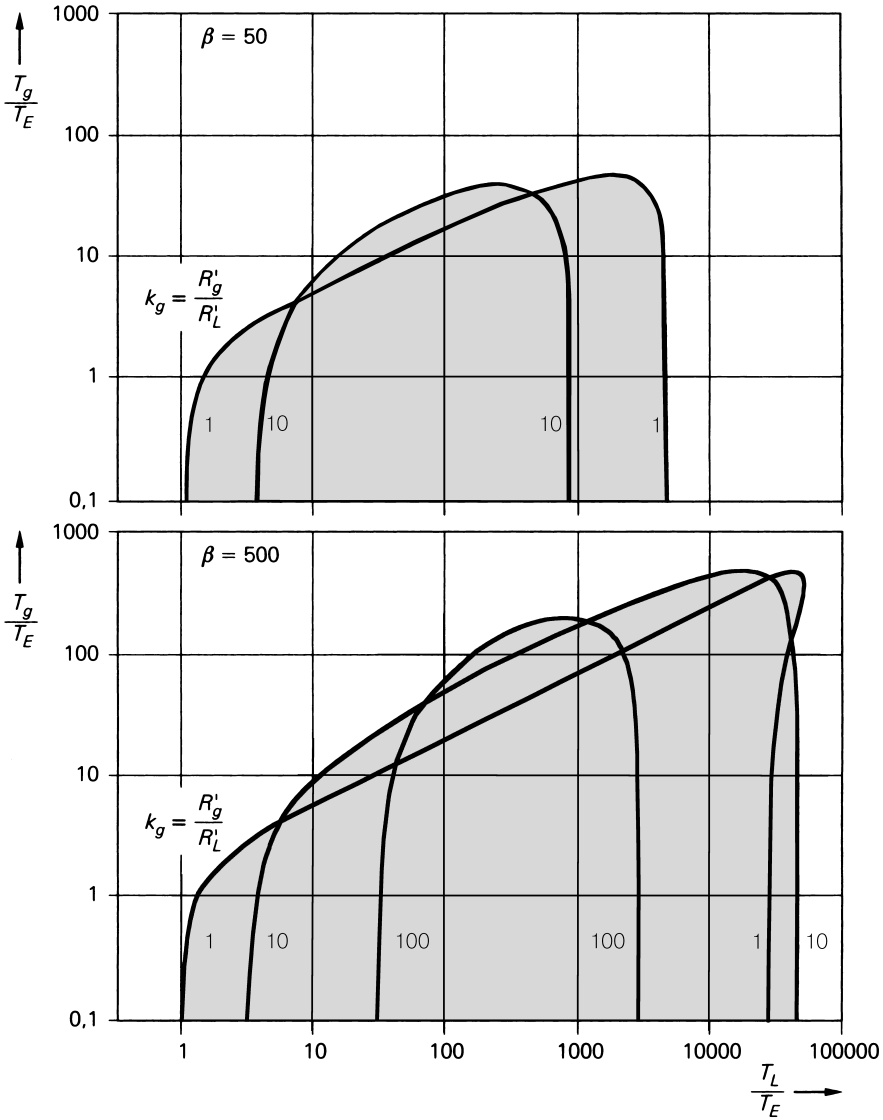 1000
β = 50
T_g
T_E
100
10
k_g = R'_g
R'_L
1
1 10 10 1
0,1
1000
β = 500
T_g
T_E
100
10
k_g = R'_g
R'_L
1
1 10 100 100 1 10
0,1
1 10 100 1000 10000 100000
T_L
T_E